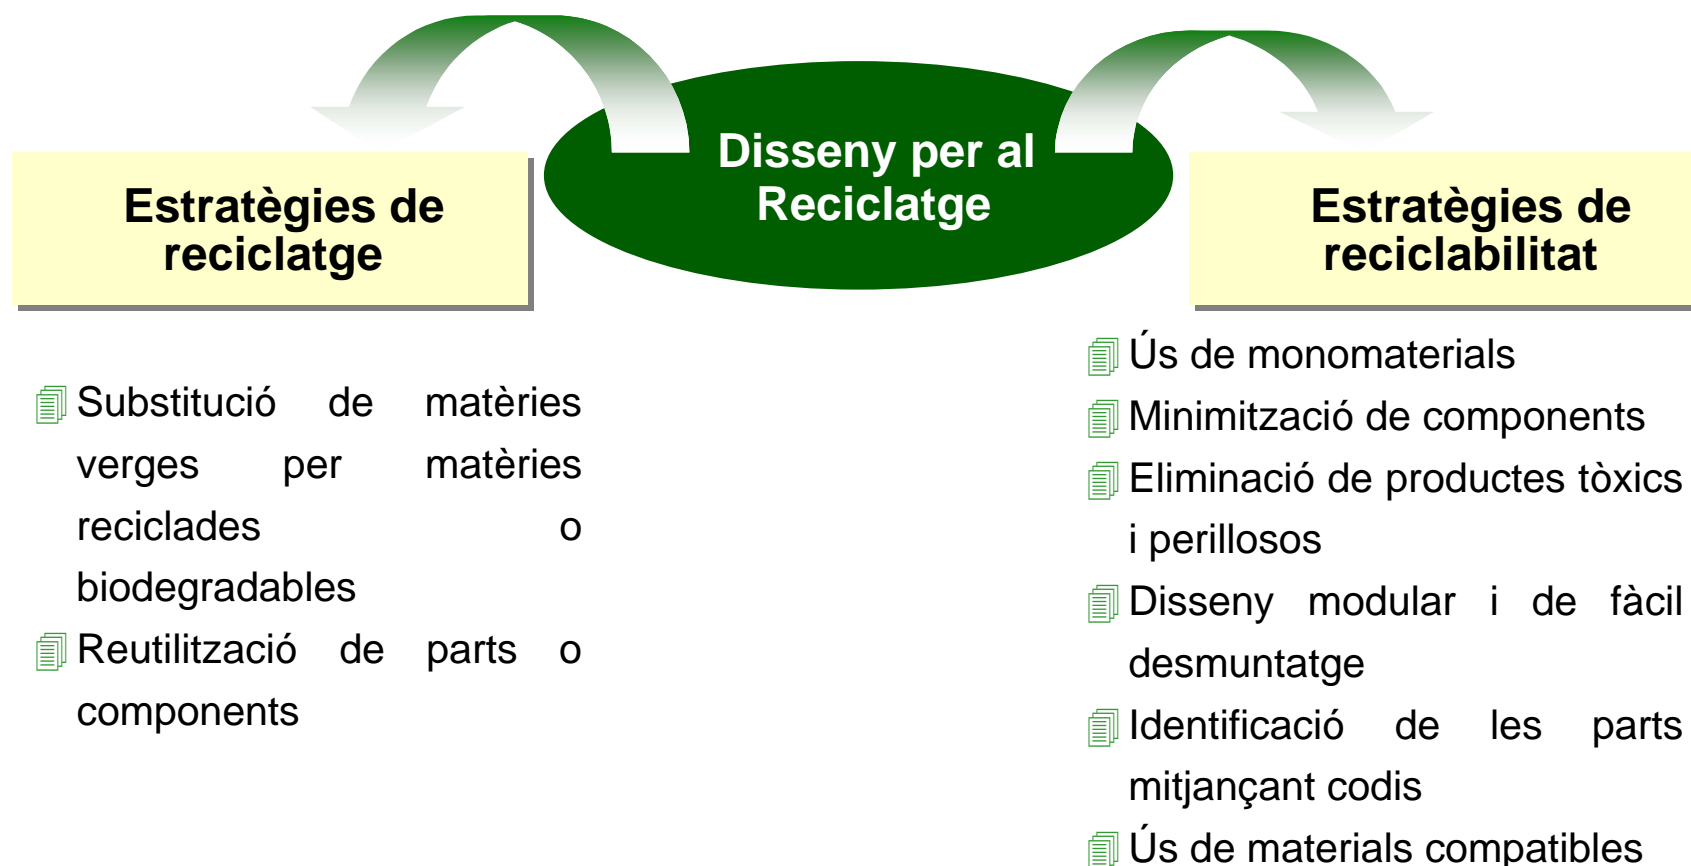 Disseny per al
Reciclatge
Estratègies de
reciclatge
Substitució de matèries
verges per matèries
reciclades o
biodegradables
Reutilització de parts o
components
Estratègies de
reciclabilitat
Ús de monomaterials
Minimització de components
Eliminació de productes tòxics
i perillosos
Disseny modular i de fàcil
desmuntatge
Identificació de les parts
mitjançant codis
Ús de materials compatibles